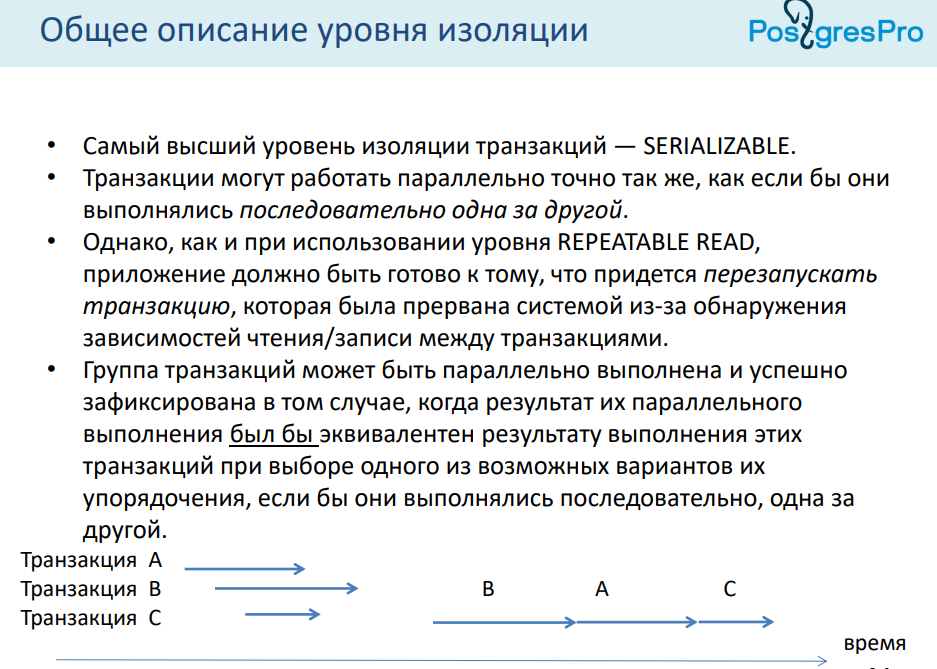 Общее описание уровня изоляции
PostgresPro
• Самый высший уровень изоляции транзакций — SERIALIZABLE.
• Транзакции могут работать параллельно точно так же, как если бы они
выполнялись последовательно одна за другой.
• Однако, как и при использовании уровня REPEATABLE READ,
приложение должно быть готово к тому, что придется перезапускать
транзакцию, которая была прервана системой из-за обнаружения
зависимостей чтения/записи между транзакциями.
• Группа транзакций может быть параллельно выполнена и успешно
зафиксирована в том случае, когда результат их параллельного
выполнения был бы эквивалентен результату выполнения этих
транзакций при выборе одного из возможных вариантов их
упорядочения, если бы они выполнялись последовательно, одна за
другой.
Транзакция A
Транзакция B
B A C
Транзакция C
время